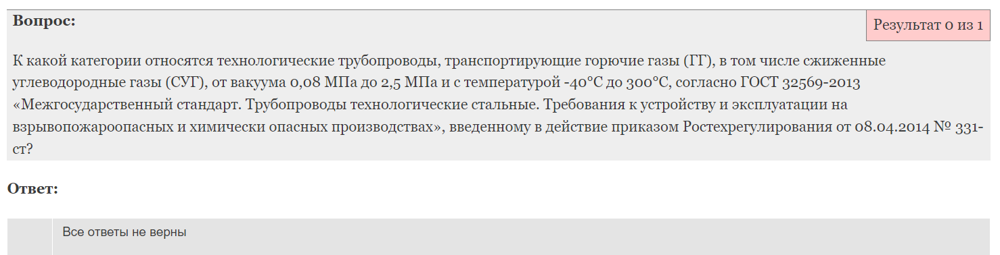 Вопрос:
Результат 0 из 1
К какой категории относятся технологические трубопроводы, транспортирующие горючие газы (ГГ), в том числе сжиженные
углеводородные газы (СУГ), от вакуума 0,08 МПа до 2,5 МПа и с температурой -40°С до 300°С, согласно ГОСТ 32569-2013
«Межгосударственный стандарт. Трубопроводы технологические стальные. Требования к устройству и эксплуатации на
взрывопожароопасных и химически опасных производствах», введенному в действие приказом Ростехрегулирования от 08.04.2014 № 331-
ст?
Ответ:
Все ответы не верны